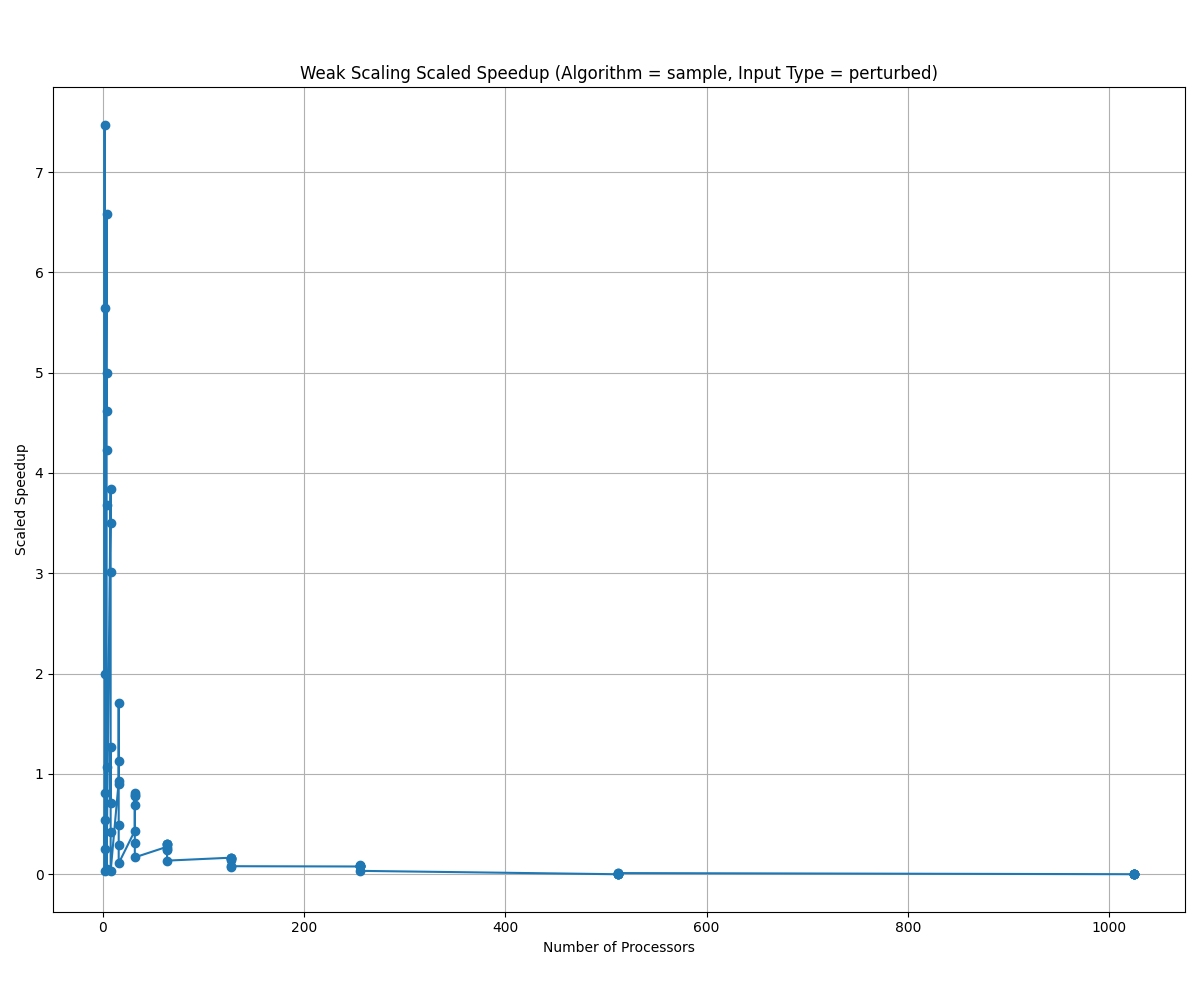 Weak Scaling Scaled Speedup (Algorithm = sample, Input Type = perturbed)
7
6
5
4
3
2
1
0
Scaled Speedup
0 200 400 600 800 1000
Number of Processors